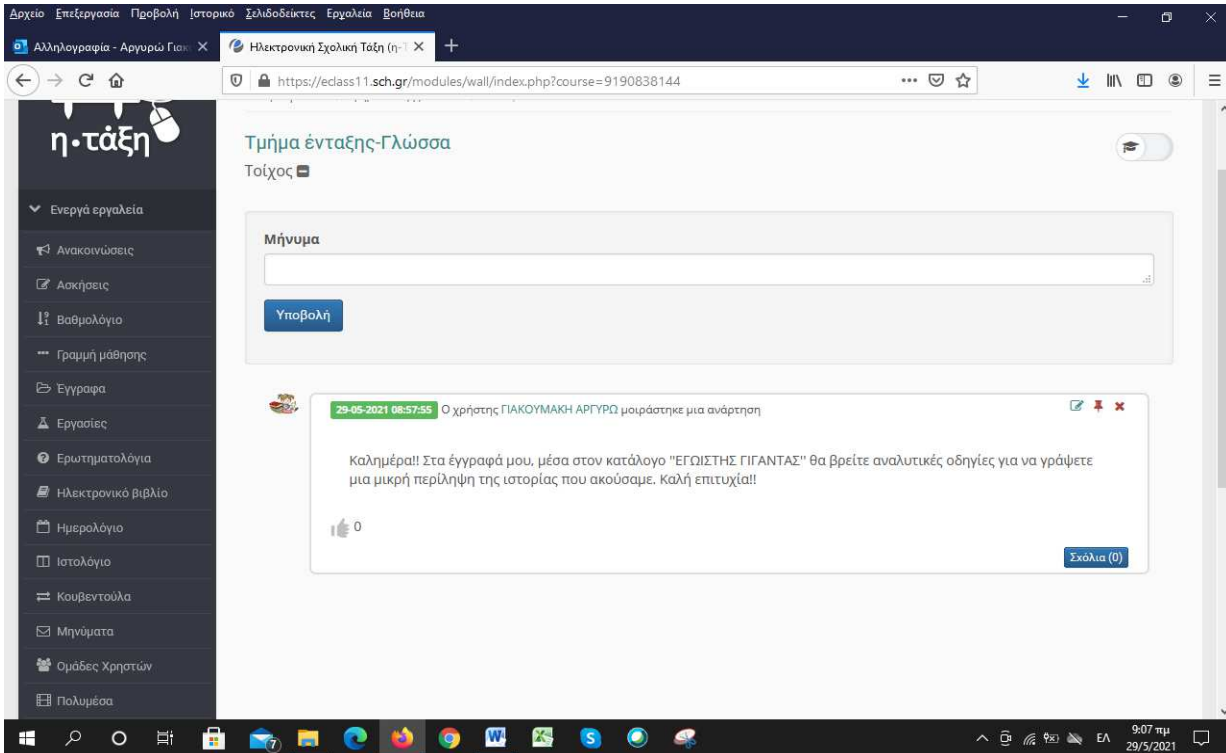 Αρχείο Επεξεργασία Προβολή Ιστορικό Σελιδοδείκτες Εργαλεία Βοήθεια
Αλληλογραφία - Αργυρώ Γιακ
Ηλεκτρονική Σχολική Τάξη (η-Τ
https://eclass11.sch.gr/modules/wall/index.php?course=9190838144
η•τάξη
Τμήμα ένταξης-Γλώσσα
Τοίχος
Ενεργά εργαλεία
Ανακοινώσεις
Ασκήσεις
Βαθμολόγιο
Γραμμή μάθησης
Έγγραφα
Εργασίες
Ερωτηματολόγια
Ηλεκτρονικό βιβλίο
Ημερολόγιο
Ιστολόγιο
Κουβεντούλα
Μηνύματα
Ομάδες Χρηστών
Πολυμέσα
Μήνυμα
Υποβολή
29-05-2021 08:57:55 Ο χρήστης ΓΙΑΚΟΥΜΑΚΗ ΑΡΓΥΡΩ μοιράστηκε μια ανάρτηση
Καλημέρα!! Στα έγγραφά μου, μέσα στον κατάλογο "ΕΓΩΙΣΤΗΣ ΓΙΓΑΝΤΑΣ" θα βρείτε αναλυτικές οδηγίες για να γράψετε
μια μικρή περίληψη της ιστορίας που ακούσαμε. Καλή επιτυχία!!
0
Σχόλια (0)
7
ΕΛ
9:07 πμ
29/5/2021